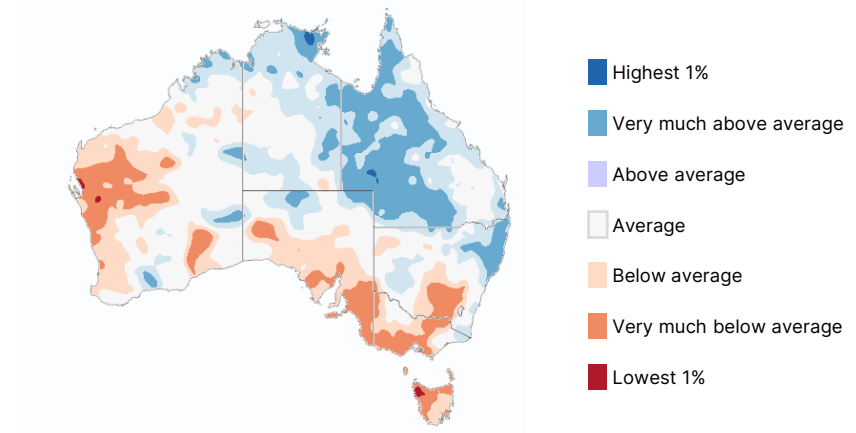 Highest 1%
Very much above average
Above average
Average
Below average
Very much below average
Lowest 1%